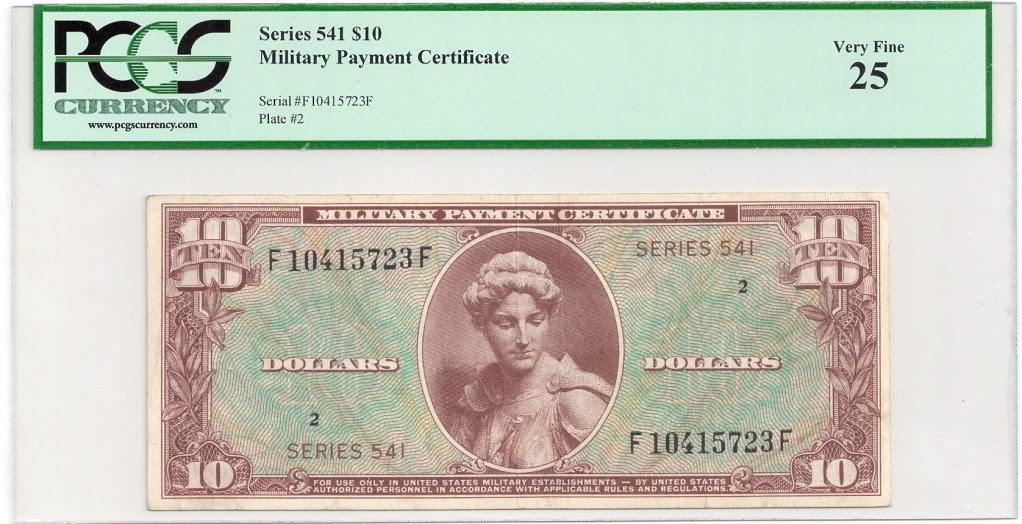 PCGS
CURRENCY
TM
www.pcgscurrency.com
Series 541 $10
Military Payment Certificate
Serial #F10415723F
Plate #2
Very Fine
25
MILITARY PAYMENT CERTIFICATE
10
TEN
F10415723F
SERIES 541
10
TEN
2
DOLLARS
DOLLARS
2
SERIES 541
F10415723F
10
10
FOR USE ONLY IN UNITED STATES MILITARY ESTABLISHMENTS — BY UNITED STATES
AUTHORIZED PERSONNEL IN ACCORDANCE WITH APPLICABLE RULES AND REGULATIONS.